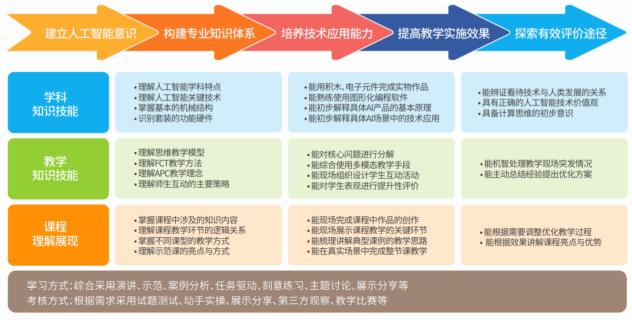 建立人工智能意识
构建专业知识体系
培养技术应用能力
提高教学实施效果
探索有效评价途径
学科
知识技能
•理解人工智能学科特点
•理解人工智能关键技术
•掌握基本的机械结构
•识别套装的功能硬件
•能用积木、电子元件完成实物作品
•能熟练使用图形化编程软件
•能初步解释具体AI产品的基本原理
•能初步解释具体AI场景中的技术应用
•能辨证看待技术与人类发展的关系
•具有正确的人工智能技术价值观
•具备计算思维的初步意识
教学
知识技能
•理解思维教学模型
•理解FCT教学方法
•理解APC教学理念
•理解师生互动的主要策略
•能对核心问题进行分解
•能综合使用多模态教学手段
•能现场组织设计学生互动活动
•能对学生表现进行提升性评价
•能机智处理教学现场突发情况
•能主动总结经验提出优化方案
课程
理解展现
•掌握课程中涉及的知识内容
•理解课程教学环节的逻辑关系
•掌握不同课型的教学方式
•理解示范课的亮点与方式
•能现场完成课程中作品的创作
•能现场展示课程教学的关键环节
•能梳理讲解典型课例的教学思路
•能在真实场景中完成整节课教学
•能根据需要调整优化教学过程
•能根据效果讲解课程亮点与优势
学习方式：综合采用演讲、示范、案例分析、任务驱动、刻意练习、主题讨论、展示分享等
考核方式：根据需求采用试题测试、动手实操、展示分享、第三方观察、教学比赛等